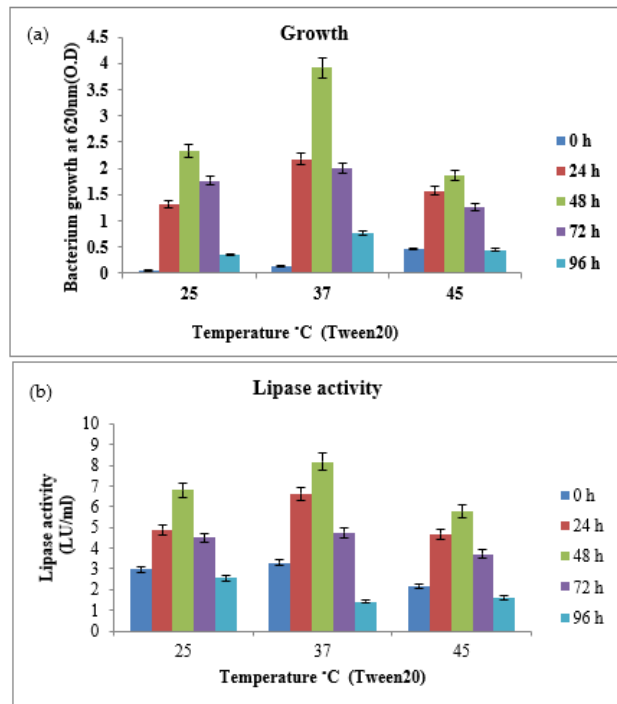 (a)
Growth
Bacterium growth at 620nm(O.D)
4.5
4
3.5
3
2.5
2
1.5
1
0.5
0
25 37 45
Temperature ˚C (Tween20)
0 h
24 h
48 h
72 h
96 h
(b)
Lipase activity
Lipase activity
(LU/ml)
10
9
8
7
6
5
4
3
2
1
0
25 37 45
Temperature ˚C (Tween20)
0 h
24 h
48 h
72 h
96 h